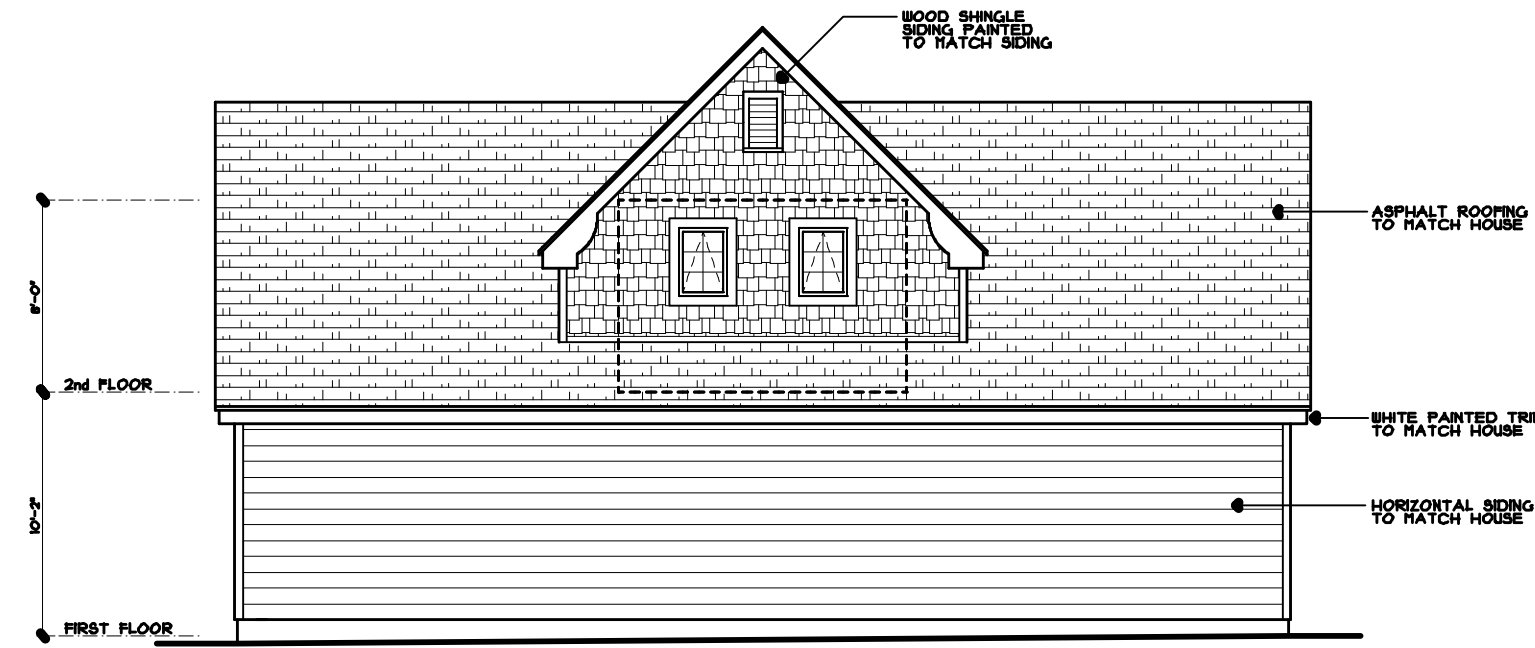 WOOD SHINGLE
SIDING PAINTED
TO MATCH SIDING
ASPHALT ROOFING
TO MATCH HOUSE
8'-0"
2nd FLOOR
WHITE PAINTED TRIM
TO MATCH HOUSE
10'-2"
HORIZONTAL SIDING
TO MATCH HOUSE
FIRST FLOOR